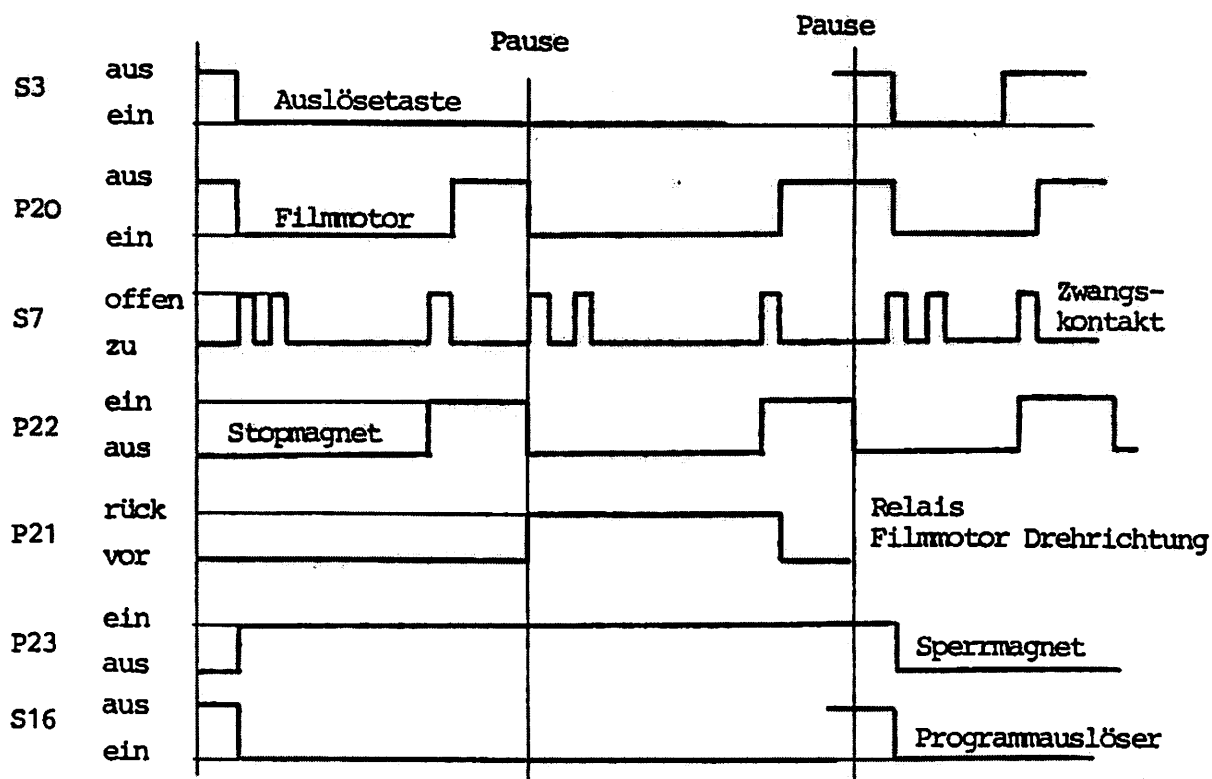 Pause
Pause
S3
aus
ein
Auslösetaste
P20
aus
ein
Filmmotor
S7
offen
zu
Zwangs-
kontakt
P22
ein
aus
Stopmagnet
P21
rück
vor
Relais
Filmmotor Drehrichtung
P23
ein
aus
Sperrmagnet
S16
aus
ein
Programmauslöser